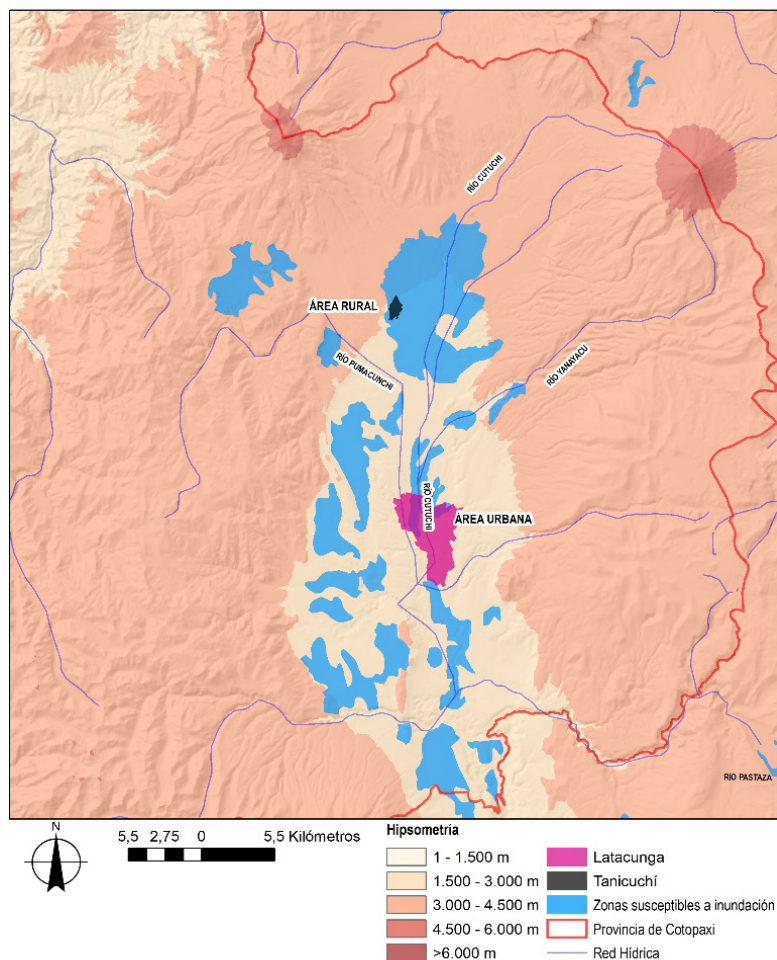 RÍO CUTUCHI
ÁREA RURAL
RÍO PUMACUNCHI
RÍO YANAYACU
RÍO CUTUCHI
ÁREA URBANA
RÍO PASTAZA
N
5,5 2,75 0 5,5 Kilómetros
Hipsometría
1 - 1.500 m
1.500 - 3.000 m
3.000 - 4.500 m
4.500 - 6.000 m
>6.000 m
Latacunga
Tanicuchí
Zonas susceptibles a inundación
Provincia de Cotopaxi
Red Hídrica